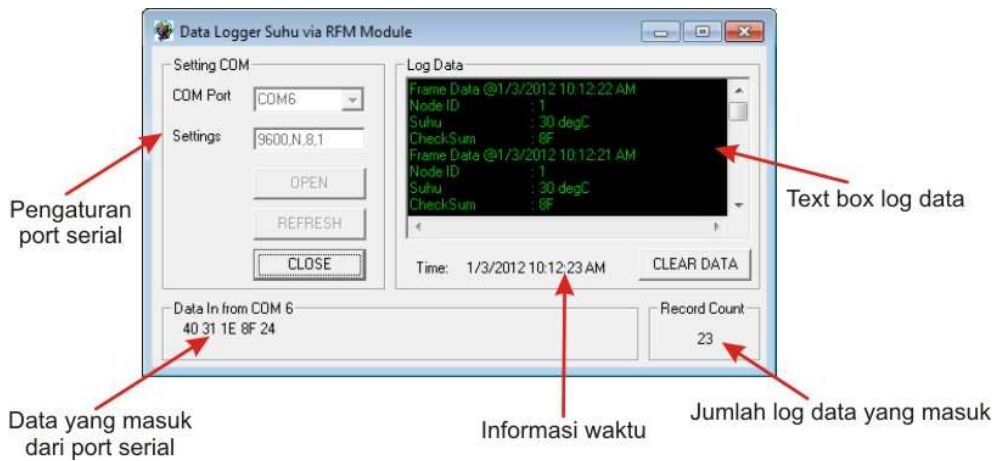 Data Logger Suhu via RFM Module
Setting COM
COM Port COM6
Settings 9600,N,8,1
OPEN
REFRESH
CLOSE
Log Data
Frame Data @1/3/2012 10:12:22 AM
Node ID : 1
Suhu : 30 degC
CheckSum : 8F
Frame Data @1/3/2012 10:12:21 AM
Node ID : 1
Suhu : 30 degC
CheckSum : 8F
Time: 1/3/2012 10:12:23 AM
CLEAR DATA
Data In from COM 6
40 31 1E 8F 24
Record Count
23
Pengaturan
port serial
Text box log data
Data yang masuk
dari port serial
Informasi waktu
Jumlah log data yang masuk